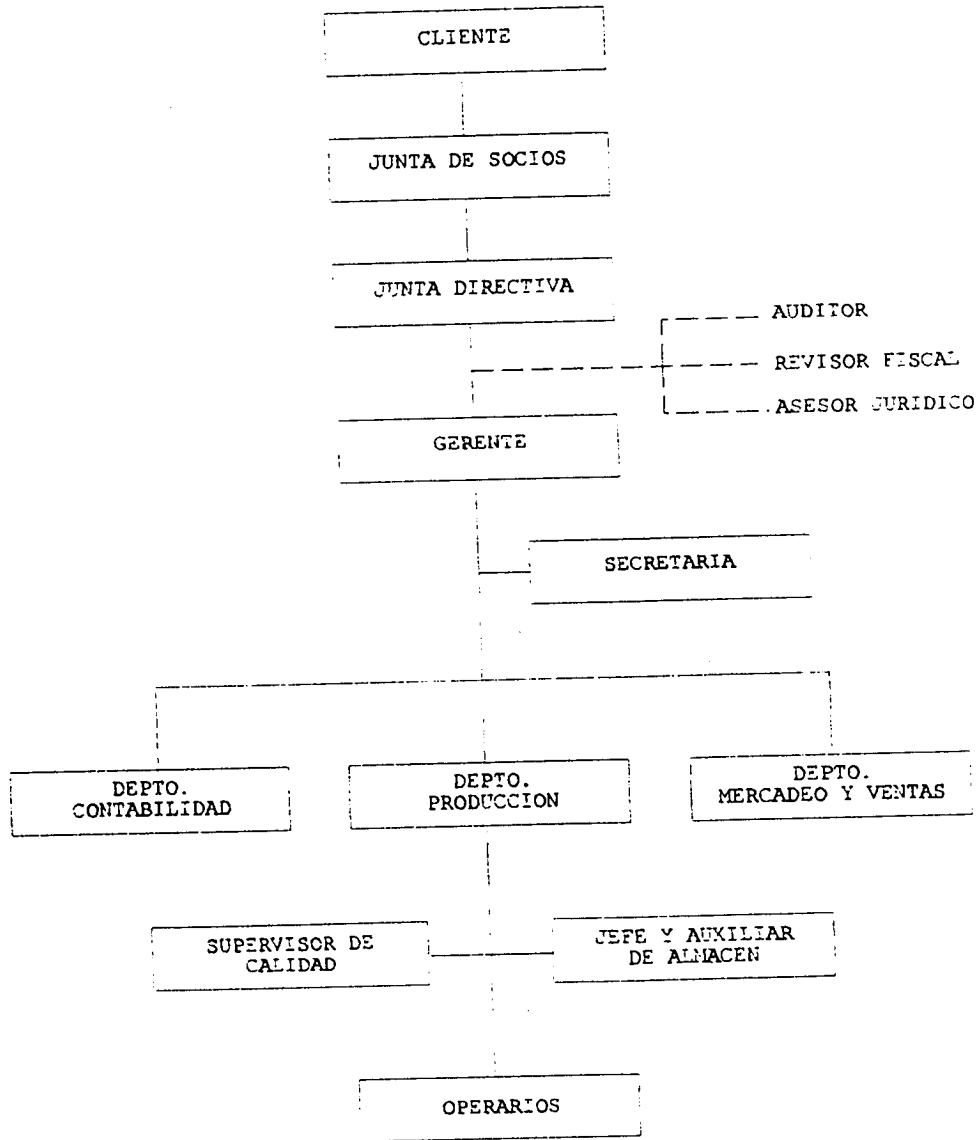 CLIENTE
JUNTA DE SOCIOS
JUNTA DIRECTIVA
AUDITOR
REVISOR FISCAL
ASESOR JURIDICO
GERENTE
SECRETARIA
DEPTO.
CONTABILIDAD
DEPTO.
PRODUCCION
DEPTO.
MERCADEO Y VENTAS
SUPERVISOR DE
CALIDAD
JEFE Y AUXILIAR
DE ALMACEN
OPERARIOS